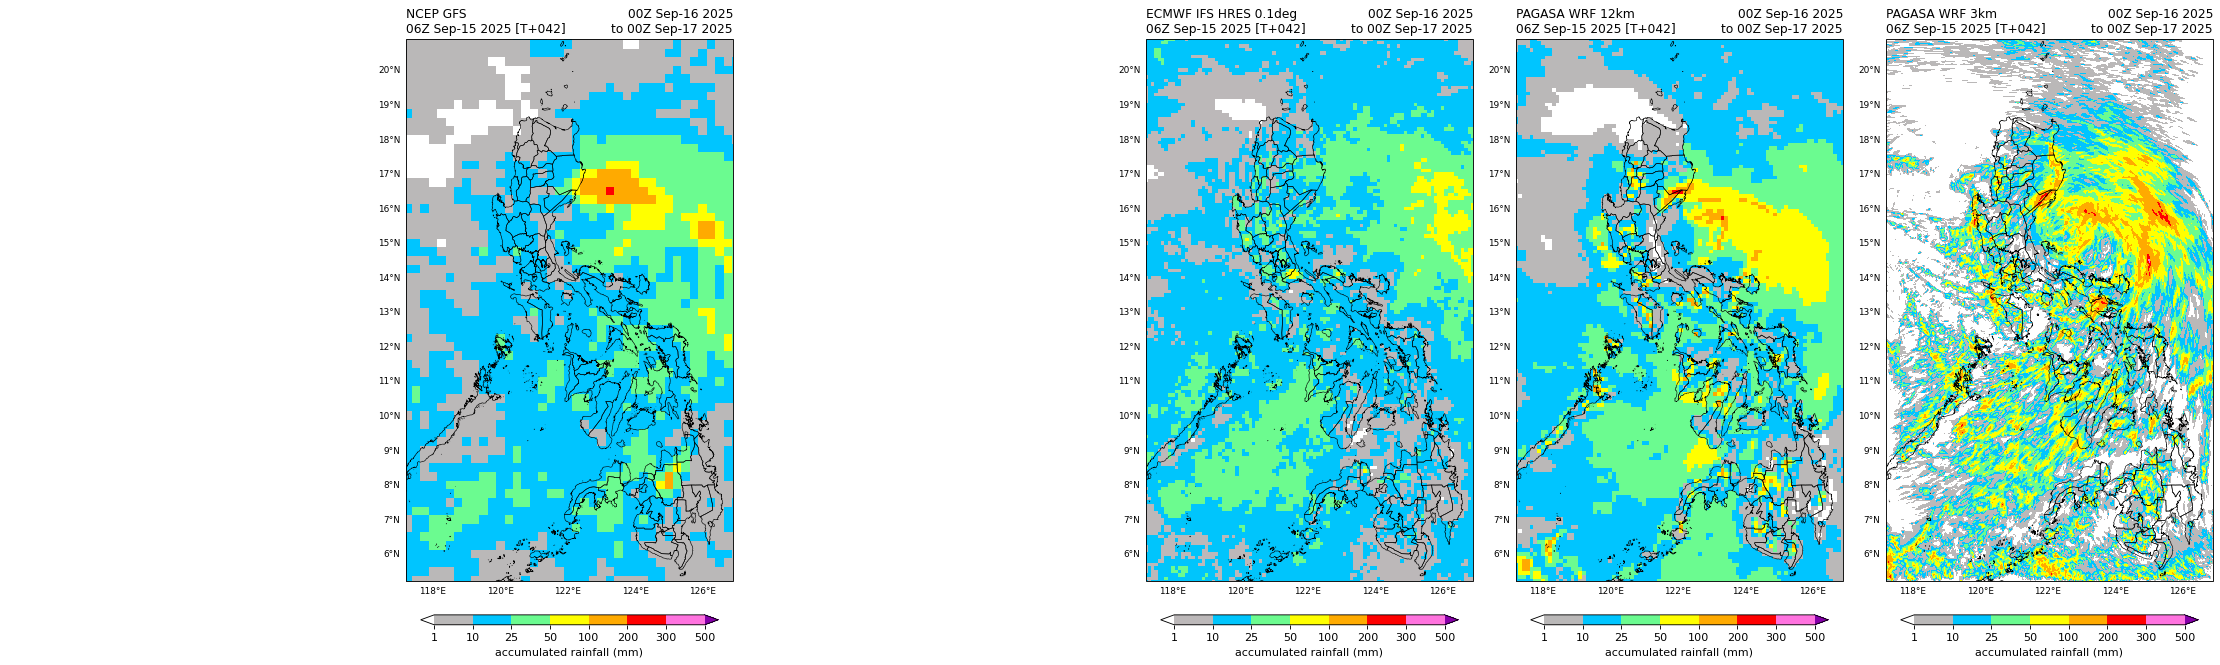 NCEP GFS 00Z Sep-16 2025
06Z Sep-15 2025 [T+042] to 00Z Sep-17 2025
20°N
19°N
18°N
17°N
16°N
15°N
14°N
13°N
12°N
11°N
10°N
9°N
8°N
7°N
6°N
118°E 120°E 122°E 124°E 126°E
1 10 25 50 100 200 300 500
accumulated rainfall (mm)
ECMWF IFS HRES 0.1deg 00Z Sep-16 2025
06Z Sep-15 2025 [T+042] to 00Z Sep-17 2025
20°N
19°N
18°N
17°N
16°N
15°N
14°N
13°N
12°N
11°N
10°N
9°N
8°N
7°N
6°N
118°E 120°E 122°E 124°E 126°E
1 10 25 50 100 200 300 500
accumulated rainfall (mm)
PAGASA WRF 12km 00Z Sep-16 2025
06Z Sep-15 2025 [T+042] to 00Z Sep-17 2025
20°N
19°N
18°N
17°N
16°N
15°N
14°N
13°N
12°N
11°N
10°N
9°N
8°N
7°N
6°N
118°E 120°E 122°E 124°E 126°E
1 10 25 50 100 200 300 500
accumulated rainfall (mm)
PAGASA WRF 3km 00Z Sep-16 2025
06Z Sep-15 2025 [T+042] to 00Z Sep-17 2025
20°N
19°N
18°N
17°N
16°N
15°N
14°N
13°N
12°N
11°N
10°N
9°N
8°N
7°N
6°N
118°E 120°E 122°E 124°E 126°E
1 10 25 50 100 200 300 500
accumulated rainfall (mm)